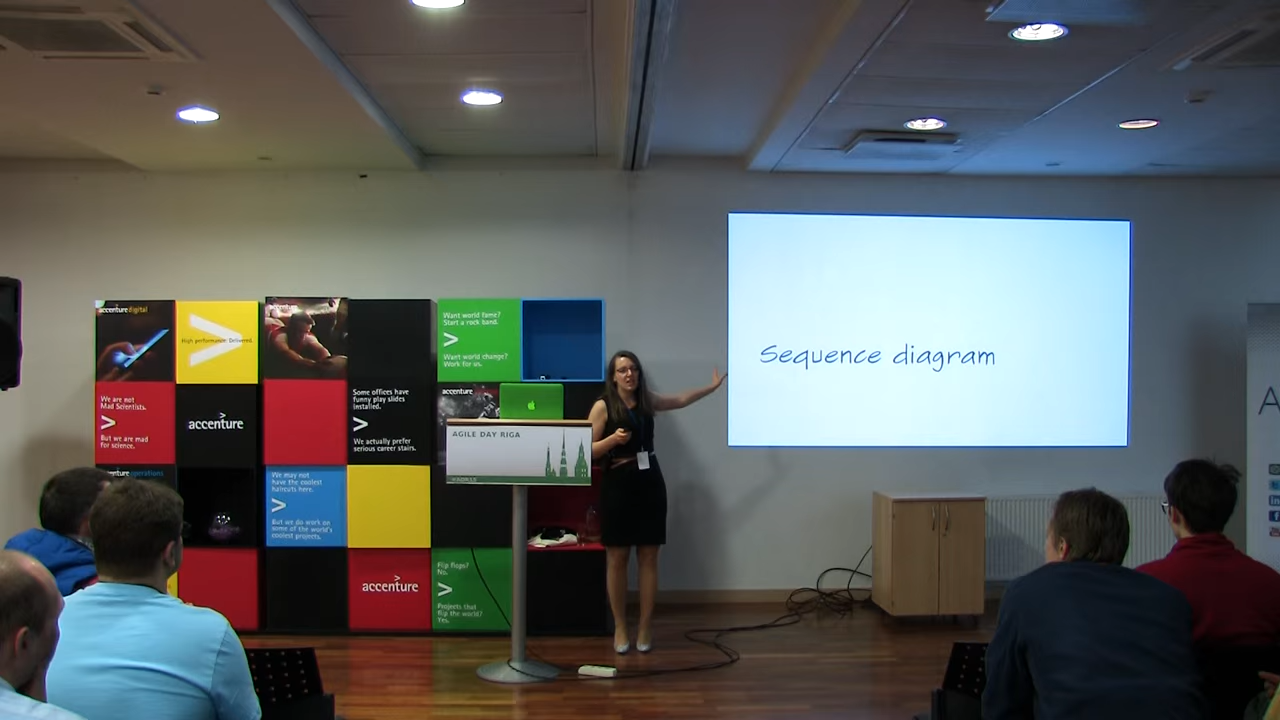 accenturedigital
High performance. Delivered.
We are not
Mad Scientists.
>
But we are mad
for science.
accenture
accenture
Some offices have
funny play slides
installed.
>
We actually prefer
serious career stairs.
Want world fame?
Start a rock band.
>
Want world change?
Work for us.
accenture
AGILE DAY RIGA
Sequence diagram
accentureoperations
We may not
have the coolest
haircuts here.
>
But we do work on
some of the world's
coolest projects.
accenture
Flip flops?
No.
>
Projects that
flip the world?
Yes.
A